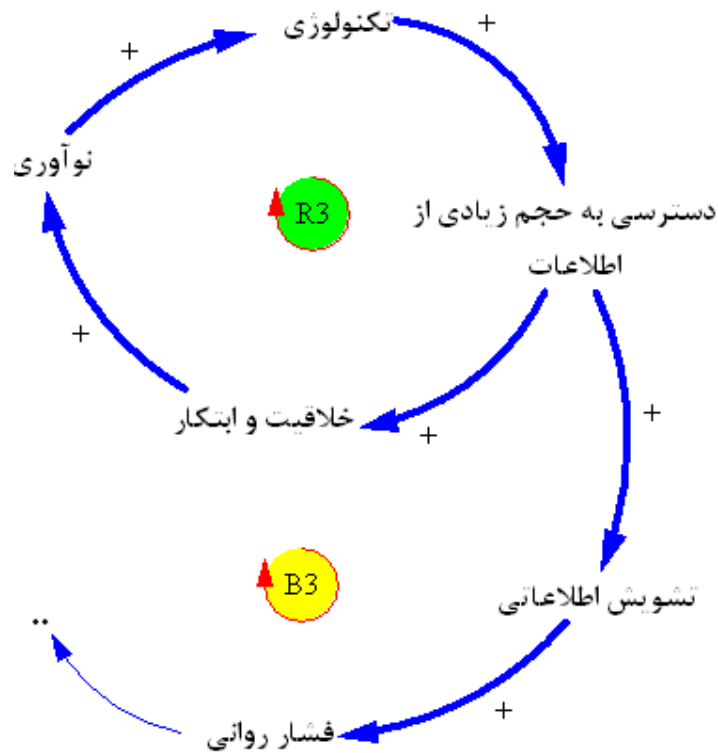 تکنولوژی
+
+
نوآوری
R3
دسترسی به حجم زیادی از
اطلاعات
+
خلاقیت و ابتکار
+
+
B3
تشویش اطلاعاتی
..
+
فشار روانی